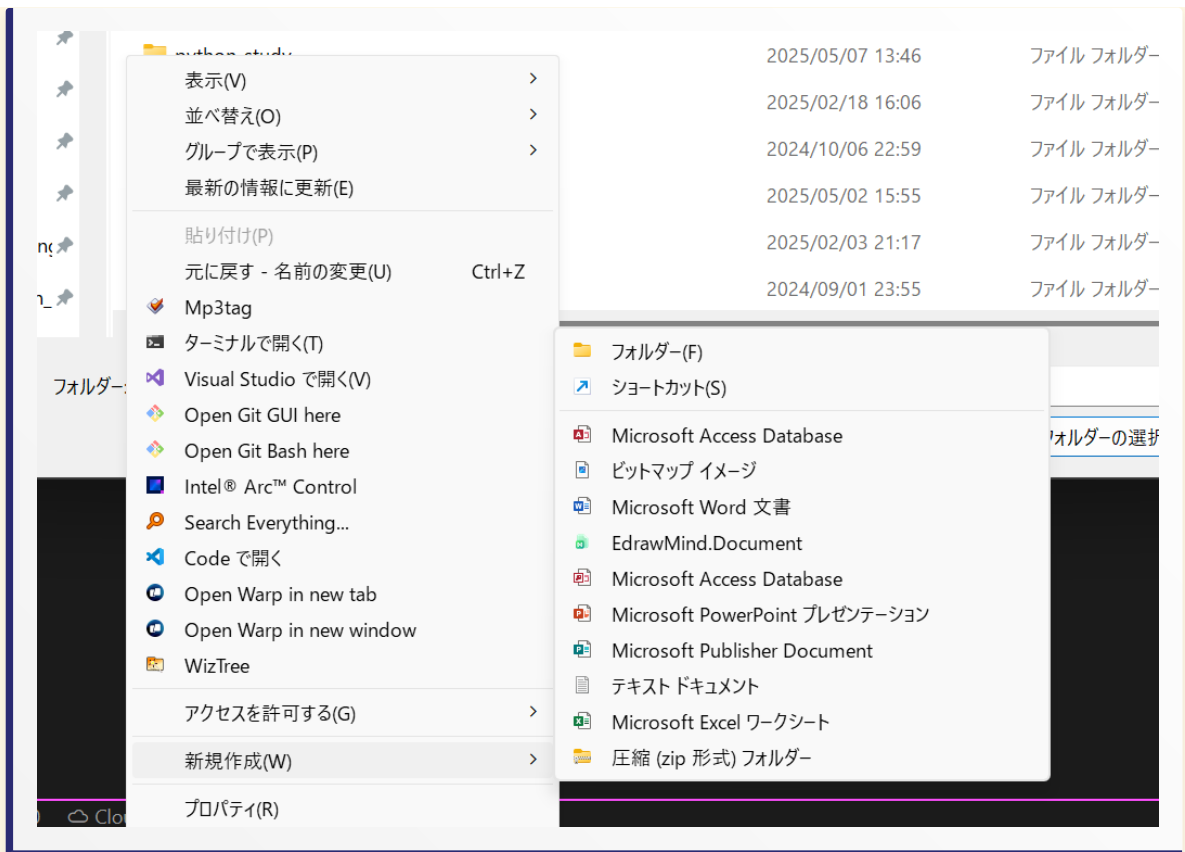 python-study 2025/05/07 13:46 ファイル フォルダー
2025/02/18 16:06 ファイル フォルダー
2024/10/06 22:59 ファイル フォルダー
2025/05/02 15:55 ファイル フォルダー
2025/02/03 21:17 ファイル フォルダー
2024/09/01 23:55 ファイル フォルダー
表示(V)
並べ替え(O)
グループで表示(P)
最新の情報に更新(E)
貼り付け(P)
元に戻す - 名前の変更(U) Ctrl+Z
Mp3tag
ターミナルで開く(T)
Visual Studio で開く(V)
Open Git GUI here
Open Git Bash here
Intel® Arc™ Control
Search Everything...
Code で開く
Open Warp in new tab
Open Warp in new window
WizTree
アクセスを許可する(G)
新規作成(W)
プロパティ(R)
フォルダー(F)
ショートカット(S)
Microsoft Access Database
ビットマップ イメージ
Microsoft Word 文書
EdrawMind.Document
Microsoft Access Database
Microsoft PowerPoint プレゼンテーション
Microsoft Publisher Document
テキスト ドキュメント
Microsoft Excel ワークシート
圧縮 (zip 形式) フォルダー
フォルダー:
フォルダーの選択